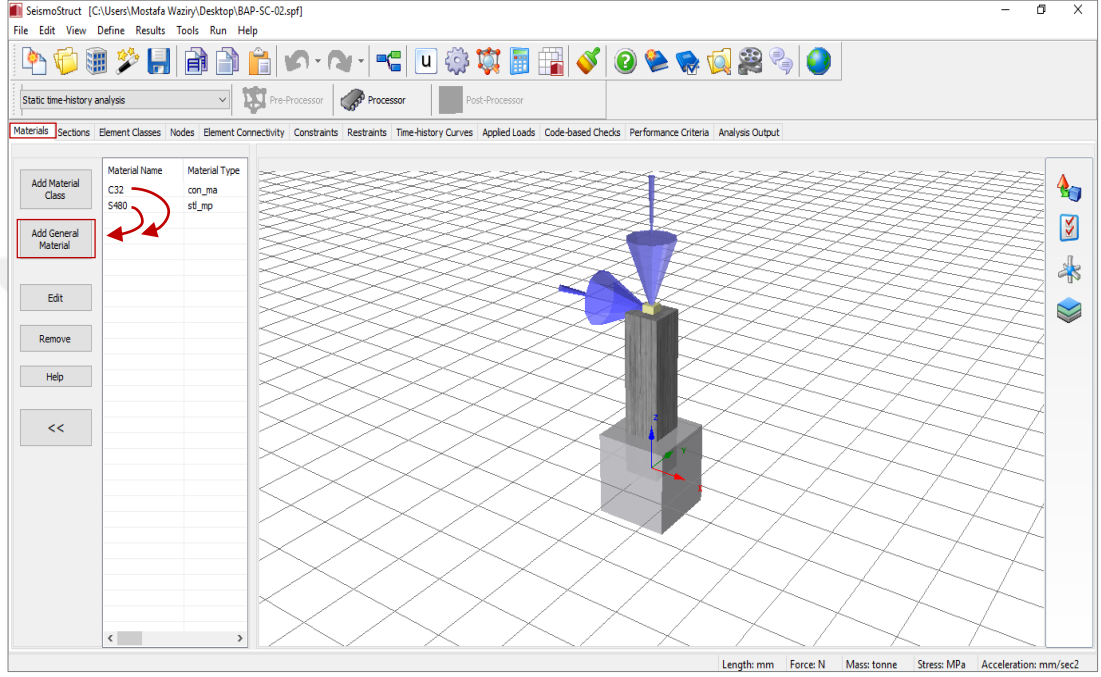 SeismoStruct [C:\Users\Mostafa Waziry\Desktop\BAP-SC-02.spf]
File Edit View Define Results Tools Run Help
u
Static time-history analysis
Pre-Processor
Processor
Post-Processor
Materials Sections Element Classes Nodes Element Connectivity Constraints Restraints Time-history Curves Applied Loads Code-based Checks Performance Criteria Analysis Output
Add Material
Class
Add General
Material
Edit
Remove
Help
<<
Material Name Material Type
C32 con_ma
S480 stl_mp
Z
Y
X
Length: mm Force: N Mass: tonne Stress: MPa Acceleration: mm/sec2